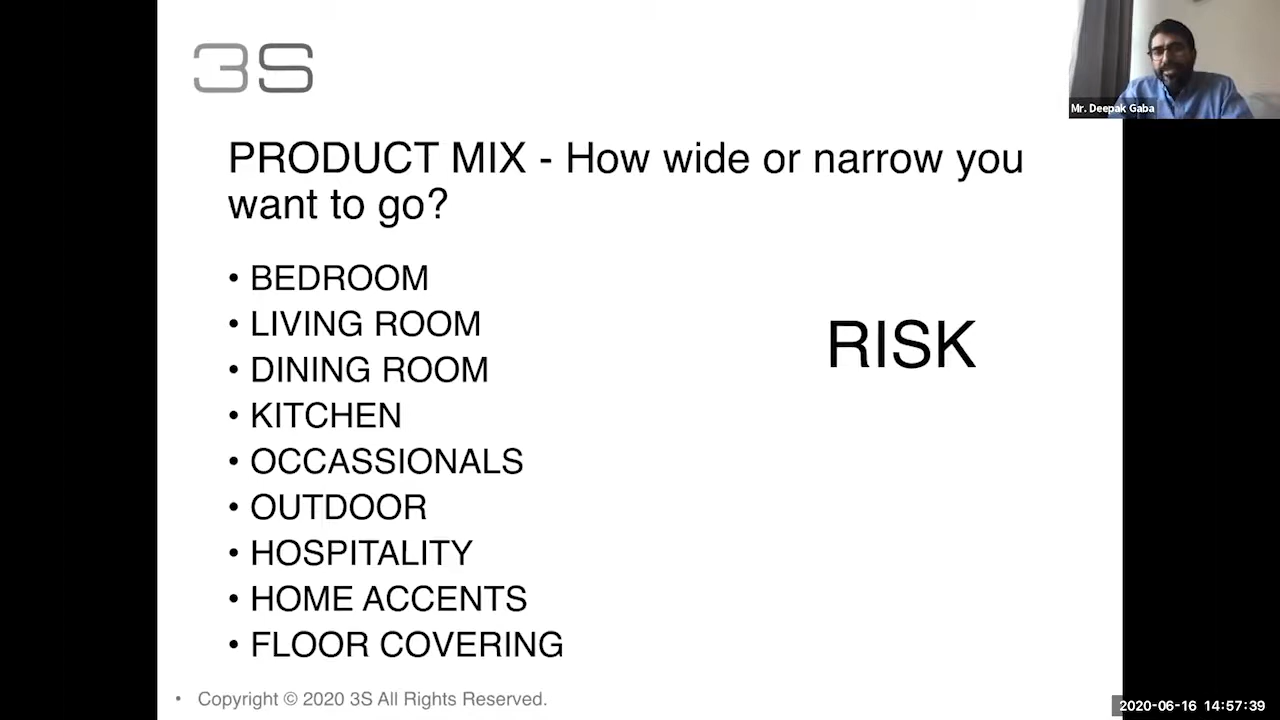 3S
Mr. Deepak Gaba
PRODUCT MIX - How wide or narrow you
want to go?
• BEDROOM
• LIVING ROOM
• DINING ROOM
• KITCHEN
• OCCASSIONALS
• OUTDOOR
• HOSPITALITY
• HOME ACCENTS
• FLOOR COVERING
RISK
• Copyright © 2020 3S All Rights Reserved.
2020-06-16 14:57:39